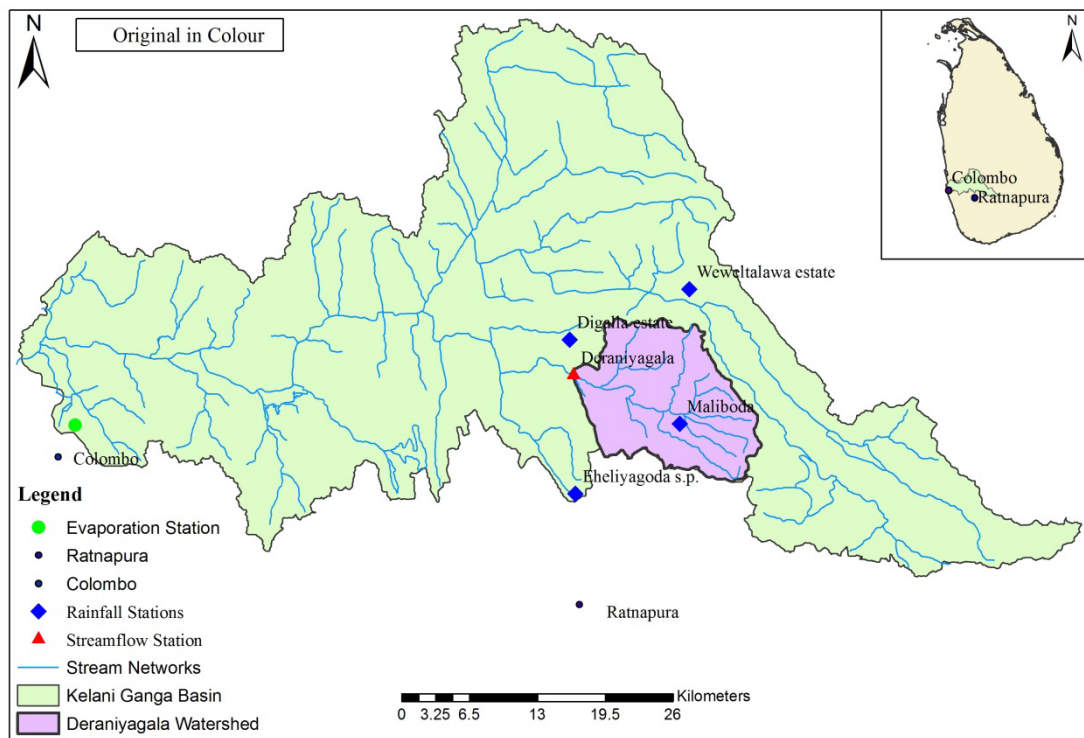 N
Original in Colour
N
Colombo
Ratnapura
Weweltalawa estate
Digalla estate
Deraniyagala
Maliboda
Colombo
Eheliyagoda s.p.
Legend
Evaporation Station
Ratnapura
Colombo
Rainfall Stations
Streamflow Station
Stream Networks
Kelani Ganga Basin
Deraniyagala Watershed
Ratnapura
Kilometers
0 3.25 6.5 13 19.5 26